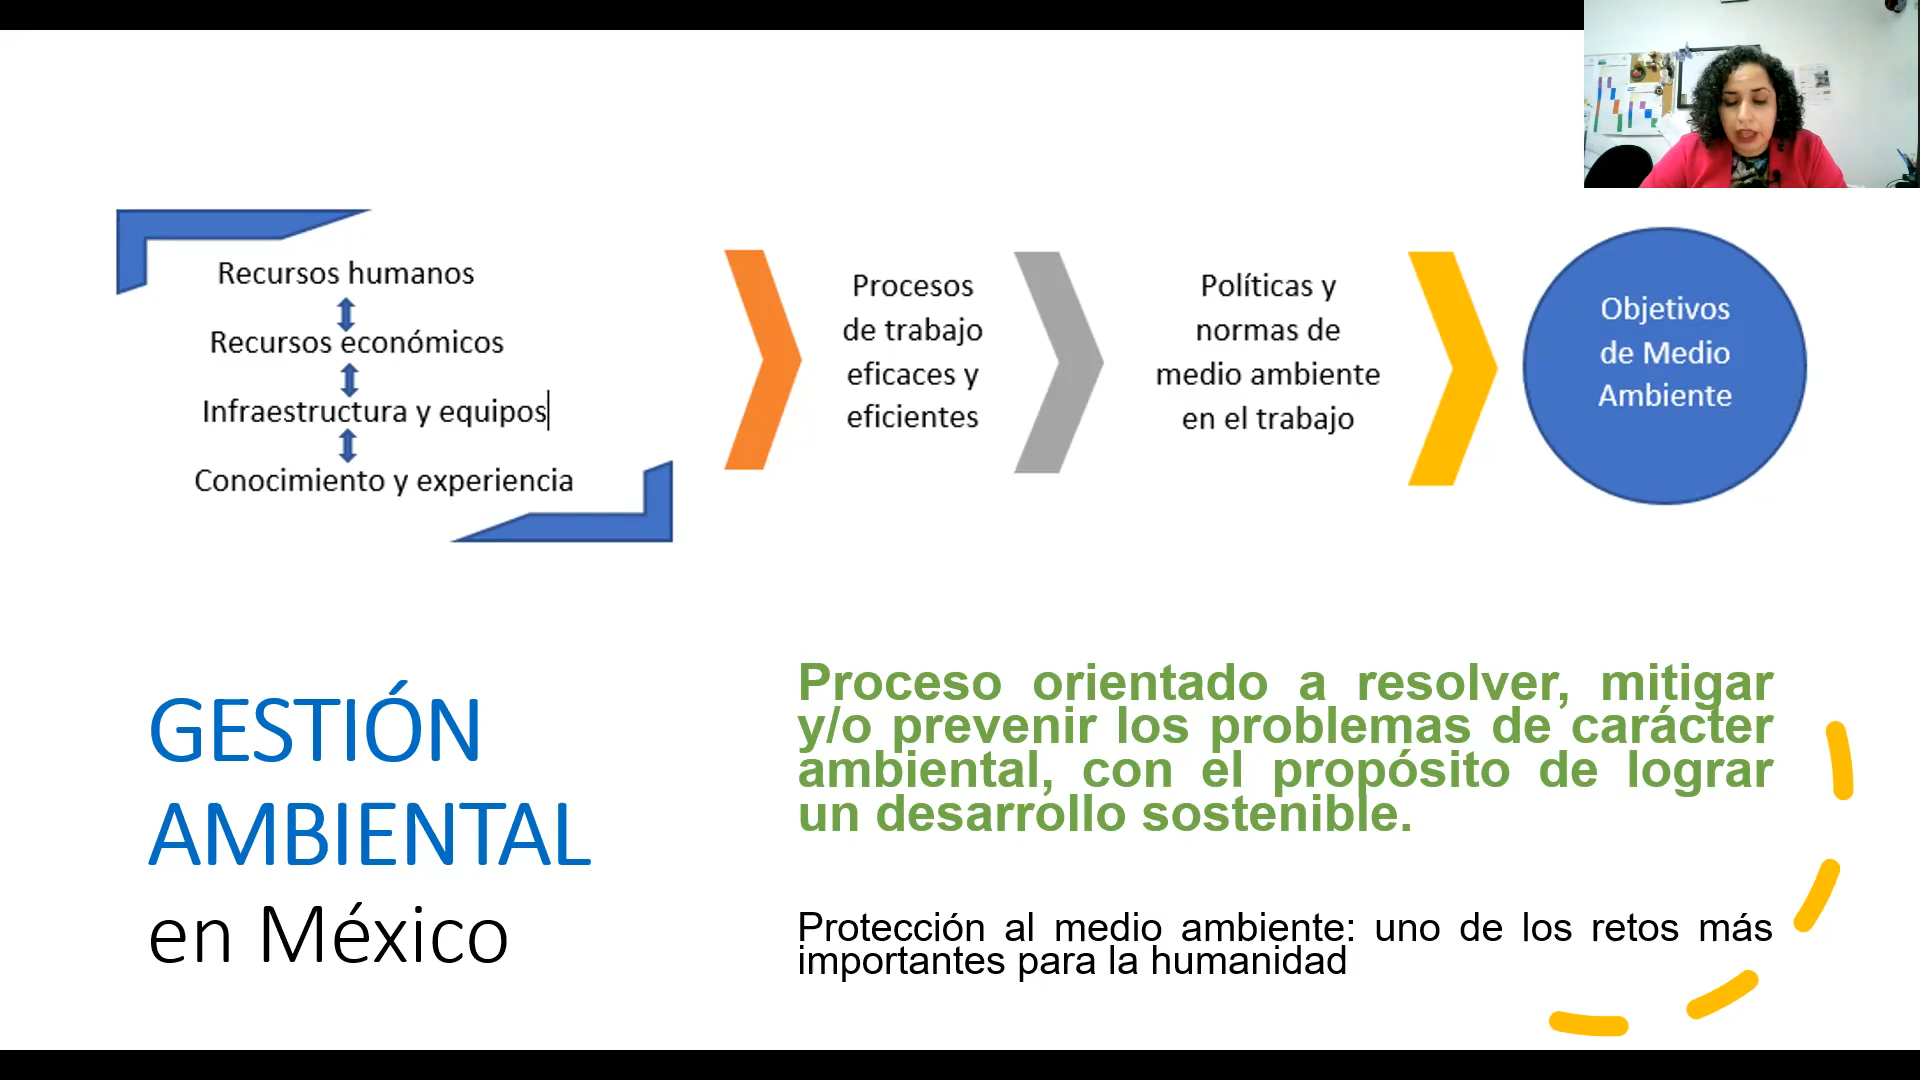 Recursos humanos
Recursos económicos
Infraestructura y equipos
Conocimiento y experiencia
Procesos
de trabajo
eficaces y
eficientes
Políticas y
normas de
medio ambiente
en el trabajo
Objetivos
de Medio
Ambiente
GESTIÓN
AMBIENTAL
en México
Proceso orientado a resolver, mitigar
y/o prevenir los problemas de carácter
ambiental, con el propósito de lograr
un desarrollo sostenible.
Protección al medio ambiente: uno de los retos más
importantes para la humanidad